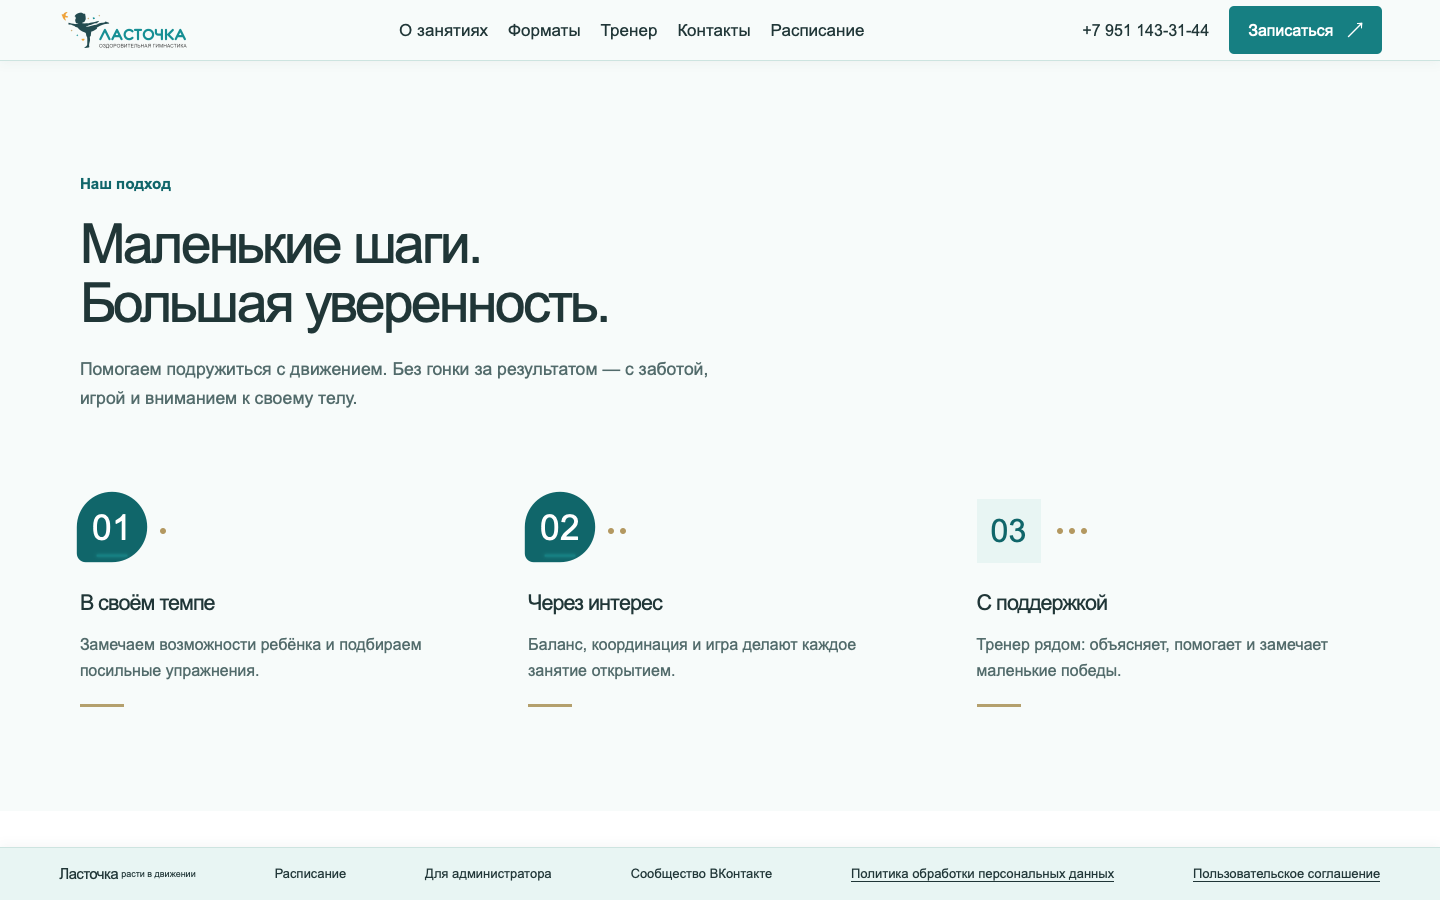 ЛАСТОЧКА
ОЗДОРОВИТЕЛЬНАЯ ГИМНАСТИКА
О занятиях Форматы Тренер Контакты Расписание
+7 951 143-31-44
Записаться
Наш подход
Маленькие шаги.
Большая уверенность.
Помогаем подружиться с движением. Без гонки за результатом — с заботой,
игрой и вниманием к своему телу.
01
В своём темпе
Замечаем возможности ребёнка и подбираем
посильные упражнения.
02
Через интерес
Баланс, координация и игра делают каждое
занятие открытием.
03
С поддержкой
Тренер рядом: объясняет, помогает и замечает
маленькие победы.
Ласточка расти в движении
Расписание
Для администратора
Сообщество ВКонтакте
Политика обработки персональных данных
Пользовательское соглашение